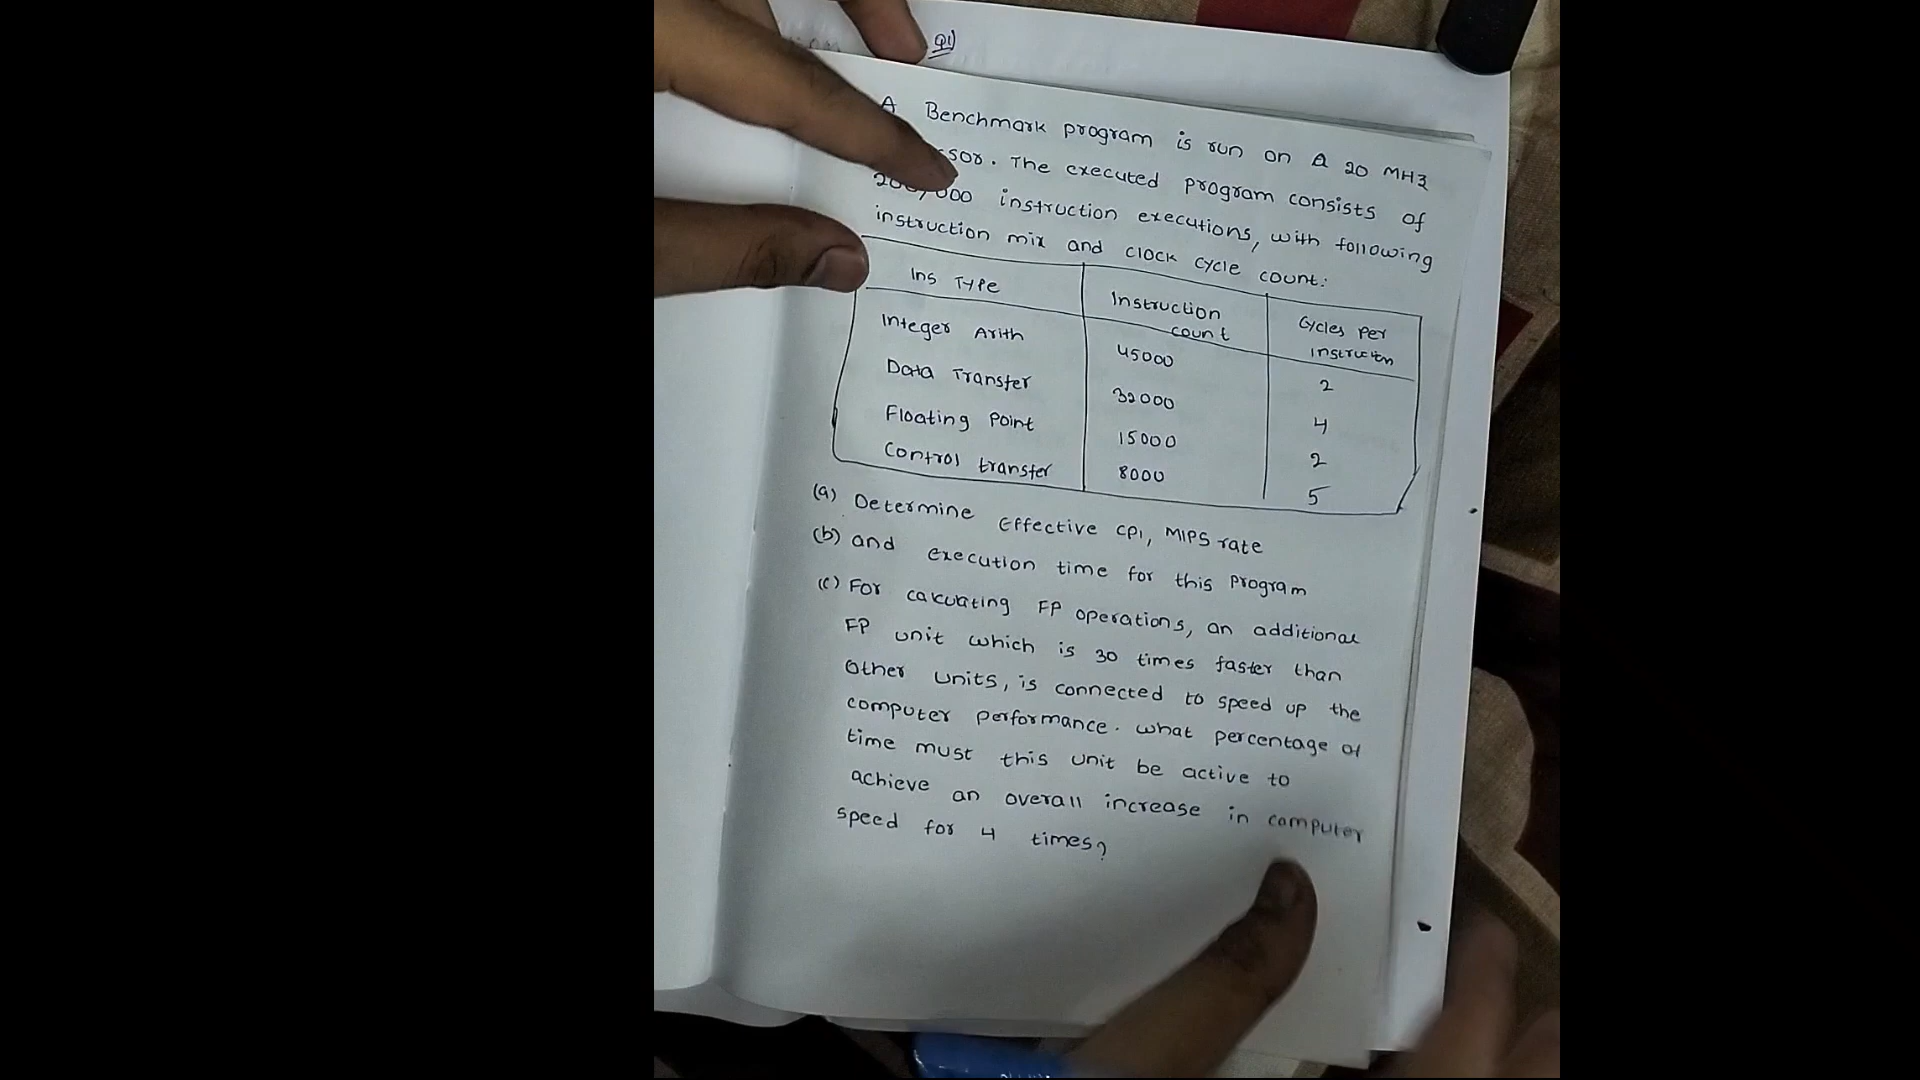 Q1)
A Benchmark program is run on A 20 MHz
ssor. The executed program consists of
200,000 instruction executions, with following
instruction mix and clock cycle count:
Ins TYPe Instruction count Cycles Per Instruction
Integer Arith 45000 2
Data Transfer 32000 4
Floating Point 15000 2
Control transfer 8000 5
(a) Determine Effective CPI, MIPS rate
(b) and execution time for this Program
(c) For calculating FP operations, an additional
FP unit which is 30 times faster than
Other units, is connected to speed up the
computer performance. What percentage of
time must this unit be active to
achieve an overall increase in computer
speed for 4 times?